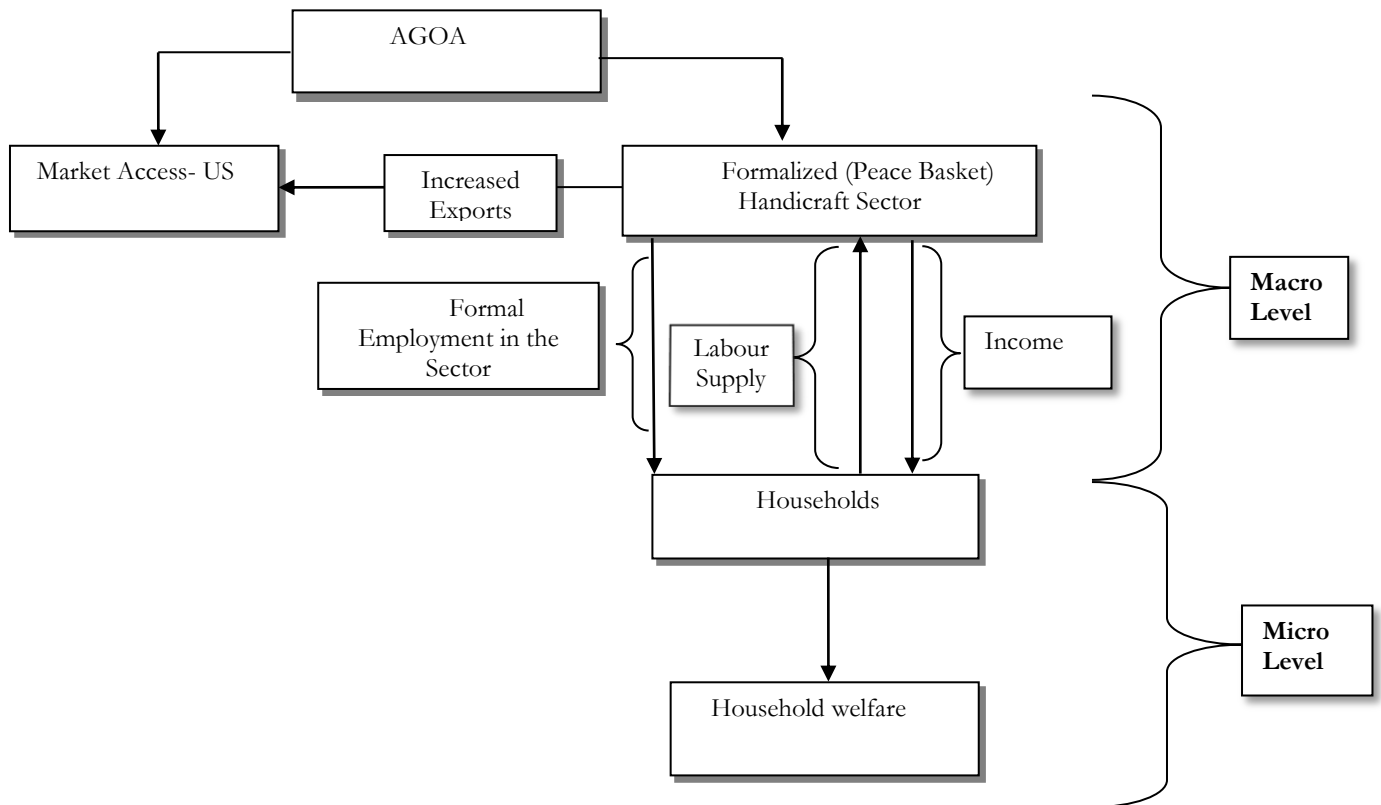 AGOA
Market Access- US
Increased
Exports
Formalized (Peace Basket)
Handicraft Sector
Formal
Employment in the
Sector
Labour
Supply
Income
Macro
Level
Households
Micro
Level
Household welfare